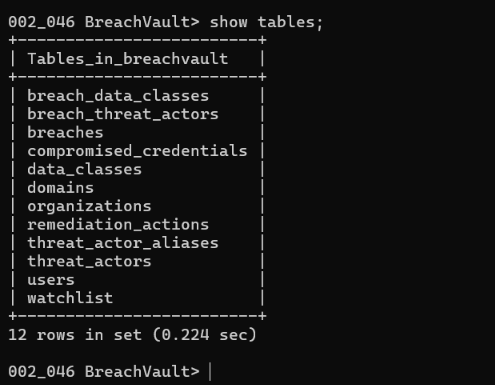 002_046 BreachVault> show tables;
+-------------------------+
| Tables_in_breachvault   |
+-------------------------+
| breach_data_classes     |
| breach_threat_actors    |
| breaches                |
| compromised_credentials |
| data_classes            |
| domains                 |
| organizations           |
| remediation_actions     |
| threat_actor_aliases    |
| threat_actors           |
| users                   |
| watchlist               |
+-------------------------+
12 rows in set (0.224 sec)
002_046 BreachVault>